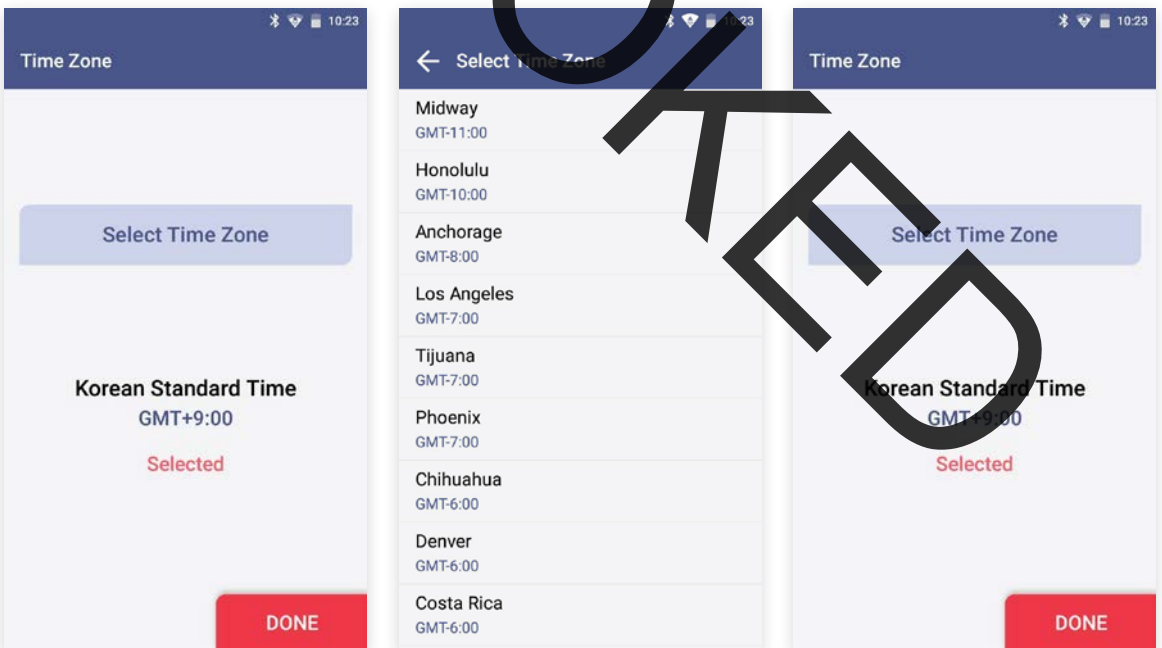 10:23
Time Zone
Select Time Zone
Korean Standard Time
GMT+9:00
Selected
DONE
10:23
Select Time Zone
Midway
GMT-11:00
Honolulu
GMT-10:00
Anchorage
GMT-8:00
Los Angeles
GMT-7:00
Tijuana
GMT-7:00
Phoenix
GMT-7:00
Chihuahua
GMT-6:00
Denver
GMT-6:00
Costa Rica
GMT-6:00
10:23
Time Zone
Select Time Zone
Korean Standard Time
GMT+9:00
Selected
DONE
KED